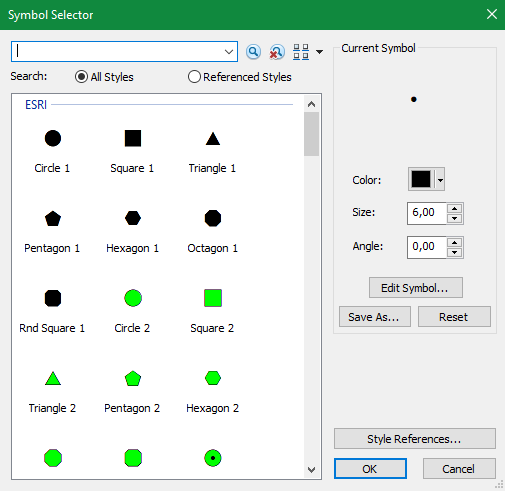 Symbol Selector
Search:
All Styles
Referenced Styles
ESRI
Circle 1
Square 1
Triangle 1
Pentagon 1
Hexagon 1
Octagon 1
Rnd Square 1
Circle 2
Square 2
Triangle 2
Pentagon 2
Hexagon 2
Current Symbol
Color:
Size:
6,00
Angle:
0,00
Edit Symbol...
Save As...
Reset
Style References...
OK
Cancel